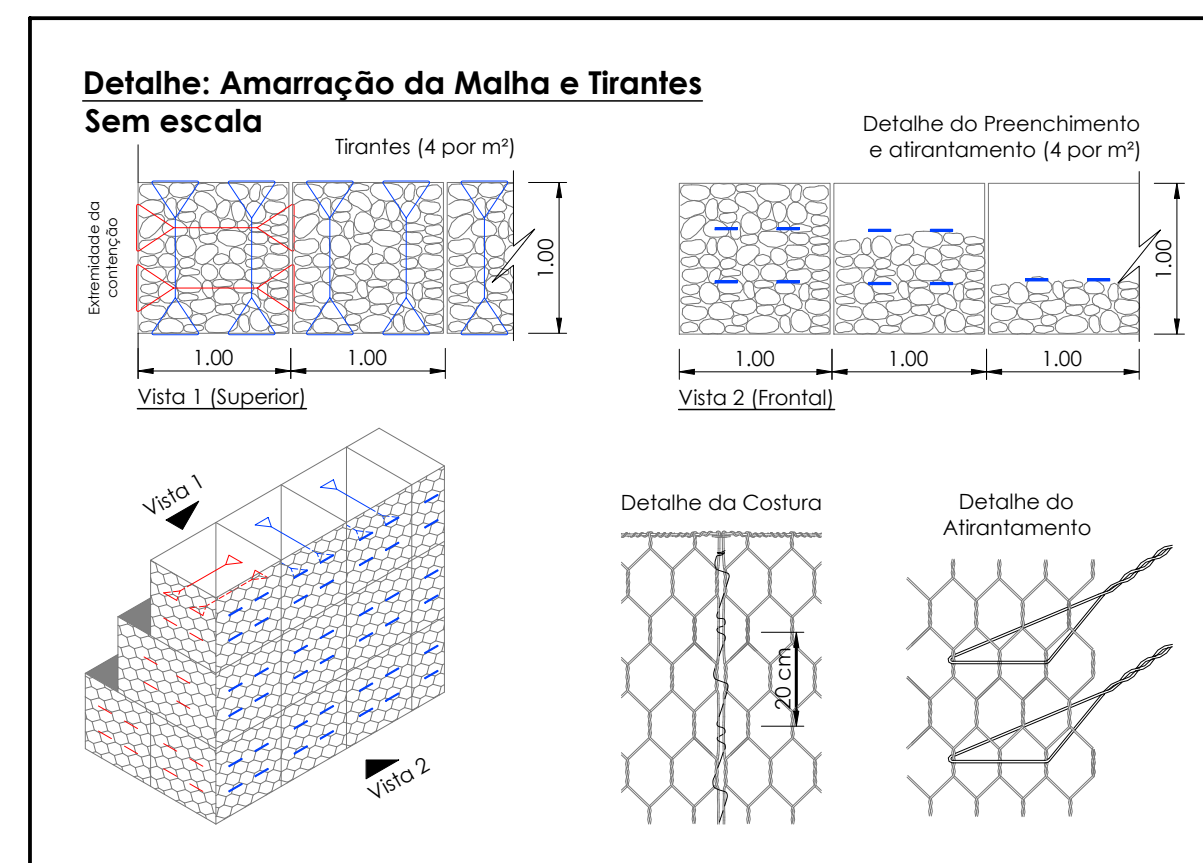 Detalhe: Amarração da Malha e Tirantes
Sem escala
Tirantes (4 por m²)
Extremidade da
contenção
1.00
1.00
1.00
Vista 1 (Superior)
Detalhe do Preenchimento
e atirantamento (4 por m²)
1.00
1.00
1.00
1.00
Vista 2 (Frontal)
Vista 1
Vista 2
Detalhe da Costura
20 cm
Detalhe do
Atirantamento